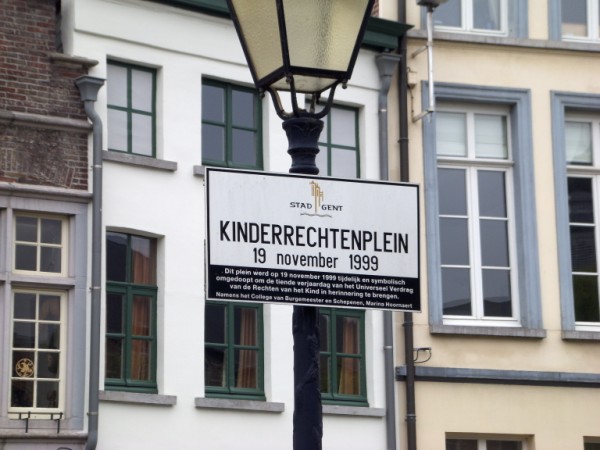 STAD GENT
KINDERRECHTENPLEIN
19 november 1999
Dit plein werd op 19 november 1999 tijdelijk en symbolisch
omgedoopt om de tiende verjaardag van het Universeel Verdrag
van de Rechten van het Kind in herinnering te brengen.
Namens het College van Burgemeester en Schepenen, Martine Hoornaert